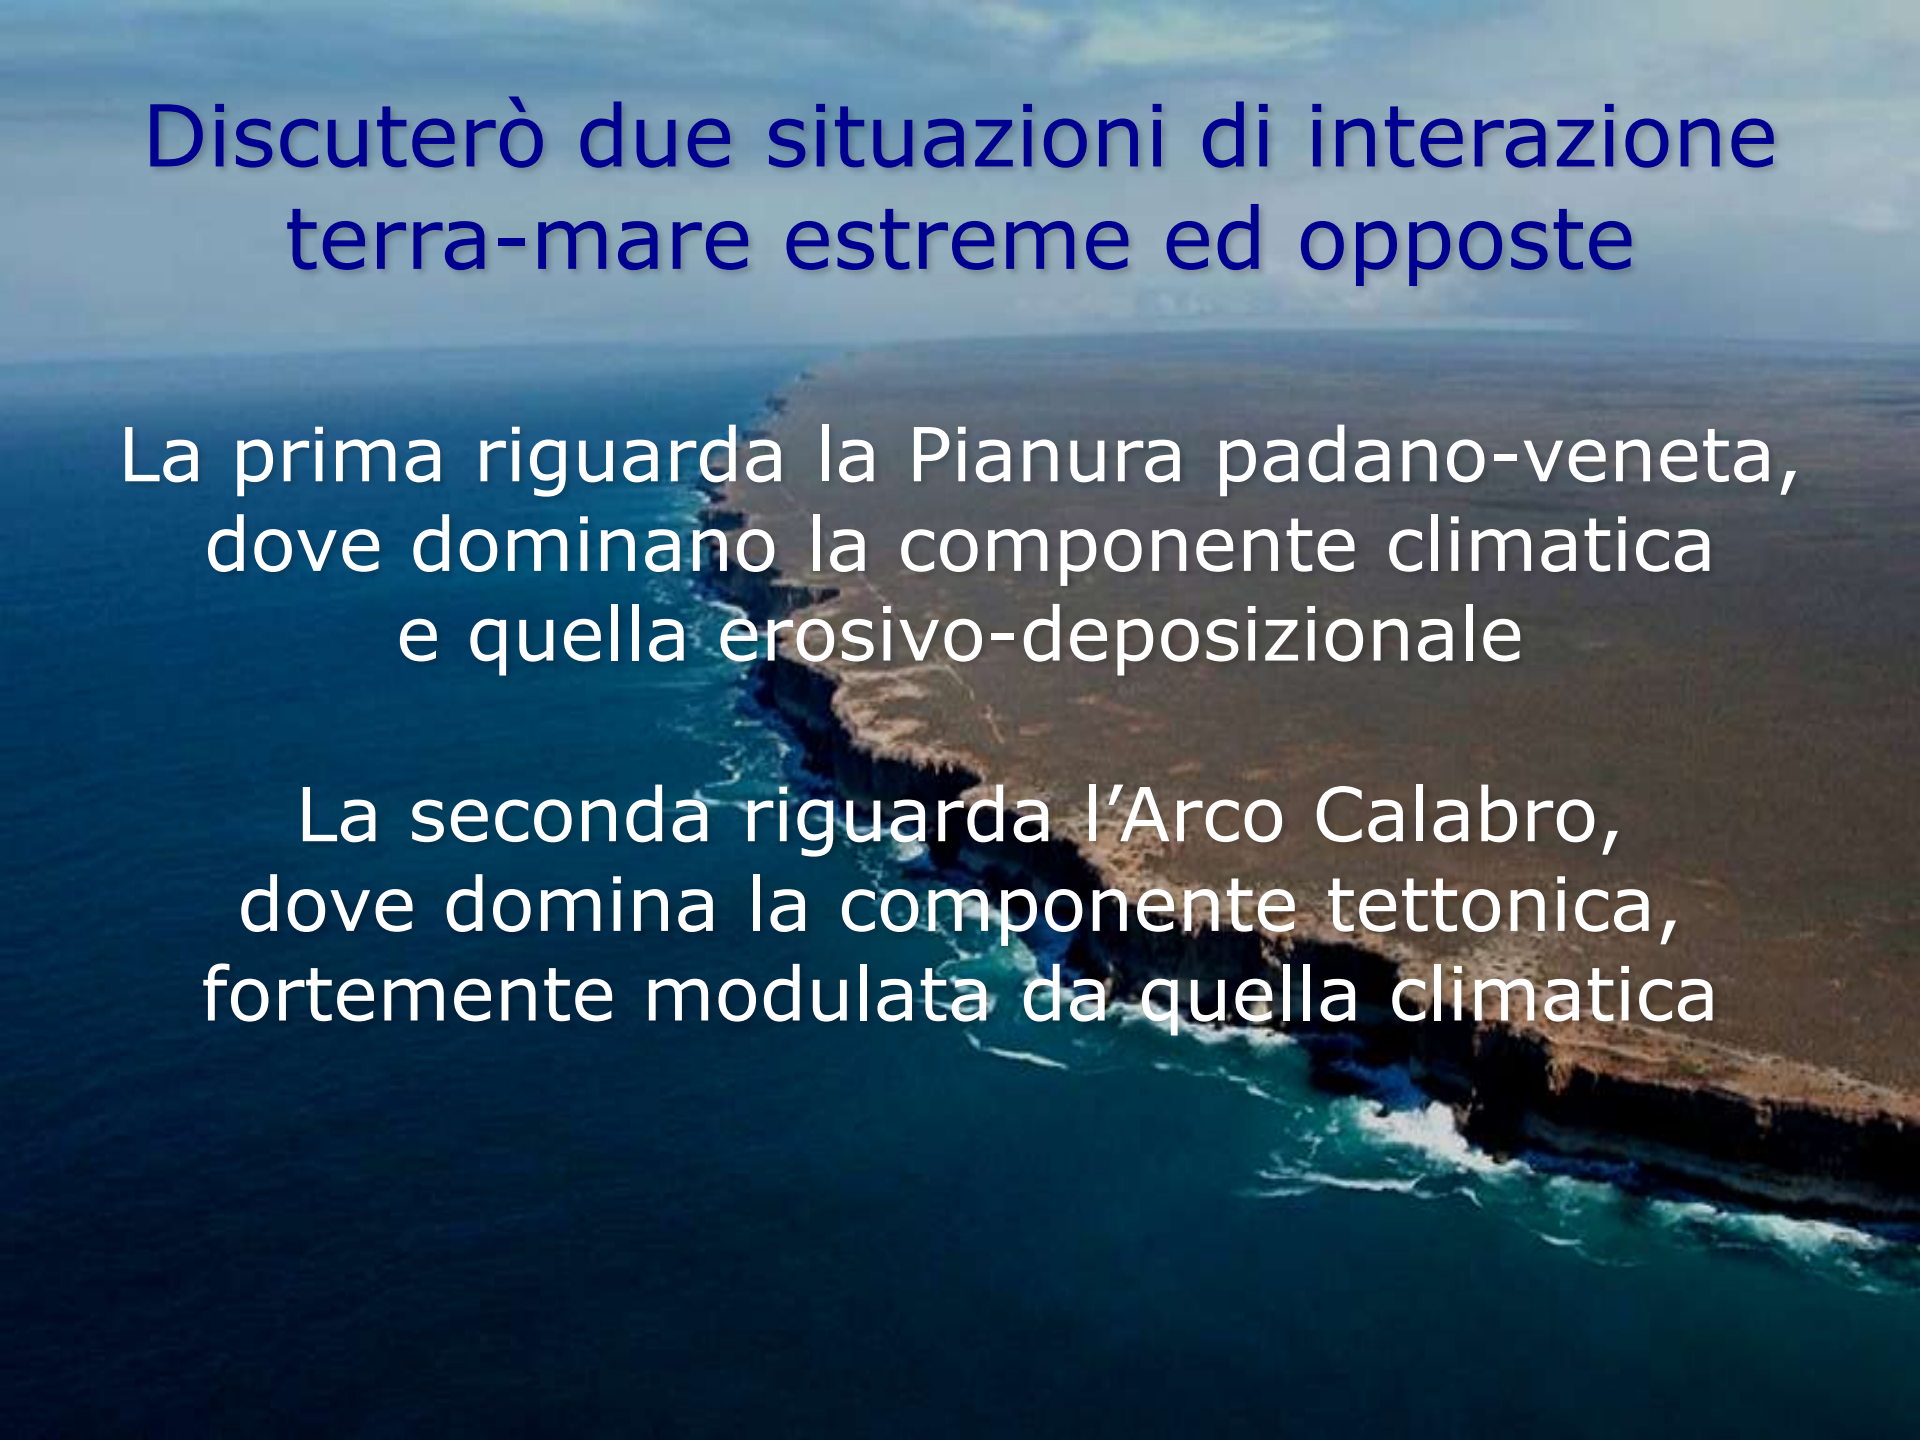 Discuterò due situazioni di interazione
terra-mare estreme ed opposte
La prima riguarda la Pianura padano-veneta,
dove dominano la componente climatica
e quella erosivo-deposizionale
La seconda riguarda l’Arco Calabro,
dove domina la componente tettonica,
fortemente modulata da quella climatica